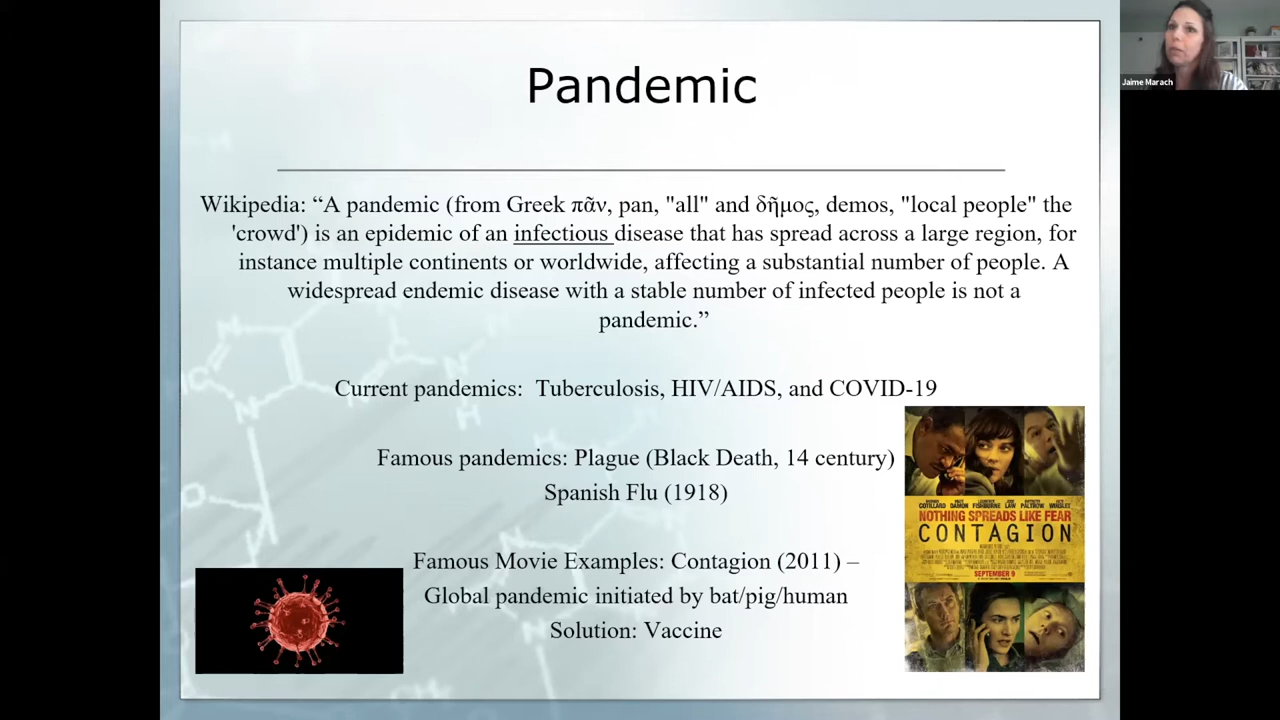 Pandemic
Jaime Marach
Wikipedia: “A pandemic (from Greek πᾶν, pan, "all" and δῆμος, demos, "local people" the
'crowd') is an epidemic of an infectious disease that has spread across a large region, for
instance multiple continents or worldwide, affecting a substantial number of people. A
widespread endemic disease with a stable number of infected people is not a
pandemic.”
Current pandemics:  Tuberculosis, HIV/AIDS, and COVID-19
Famous pandemics: Plague (Black Death, 14 century)
Spanish Flu (1918)
Famous Movie Examples: Contagion (2011) –
Global pandemic initiated by bat/pig/human
Solution: Vaccine
NOTHING SPREADS LIKE FEAR
CONTAGION
SEPTEMBER 9